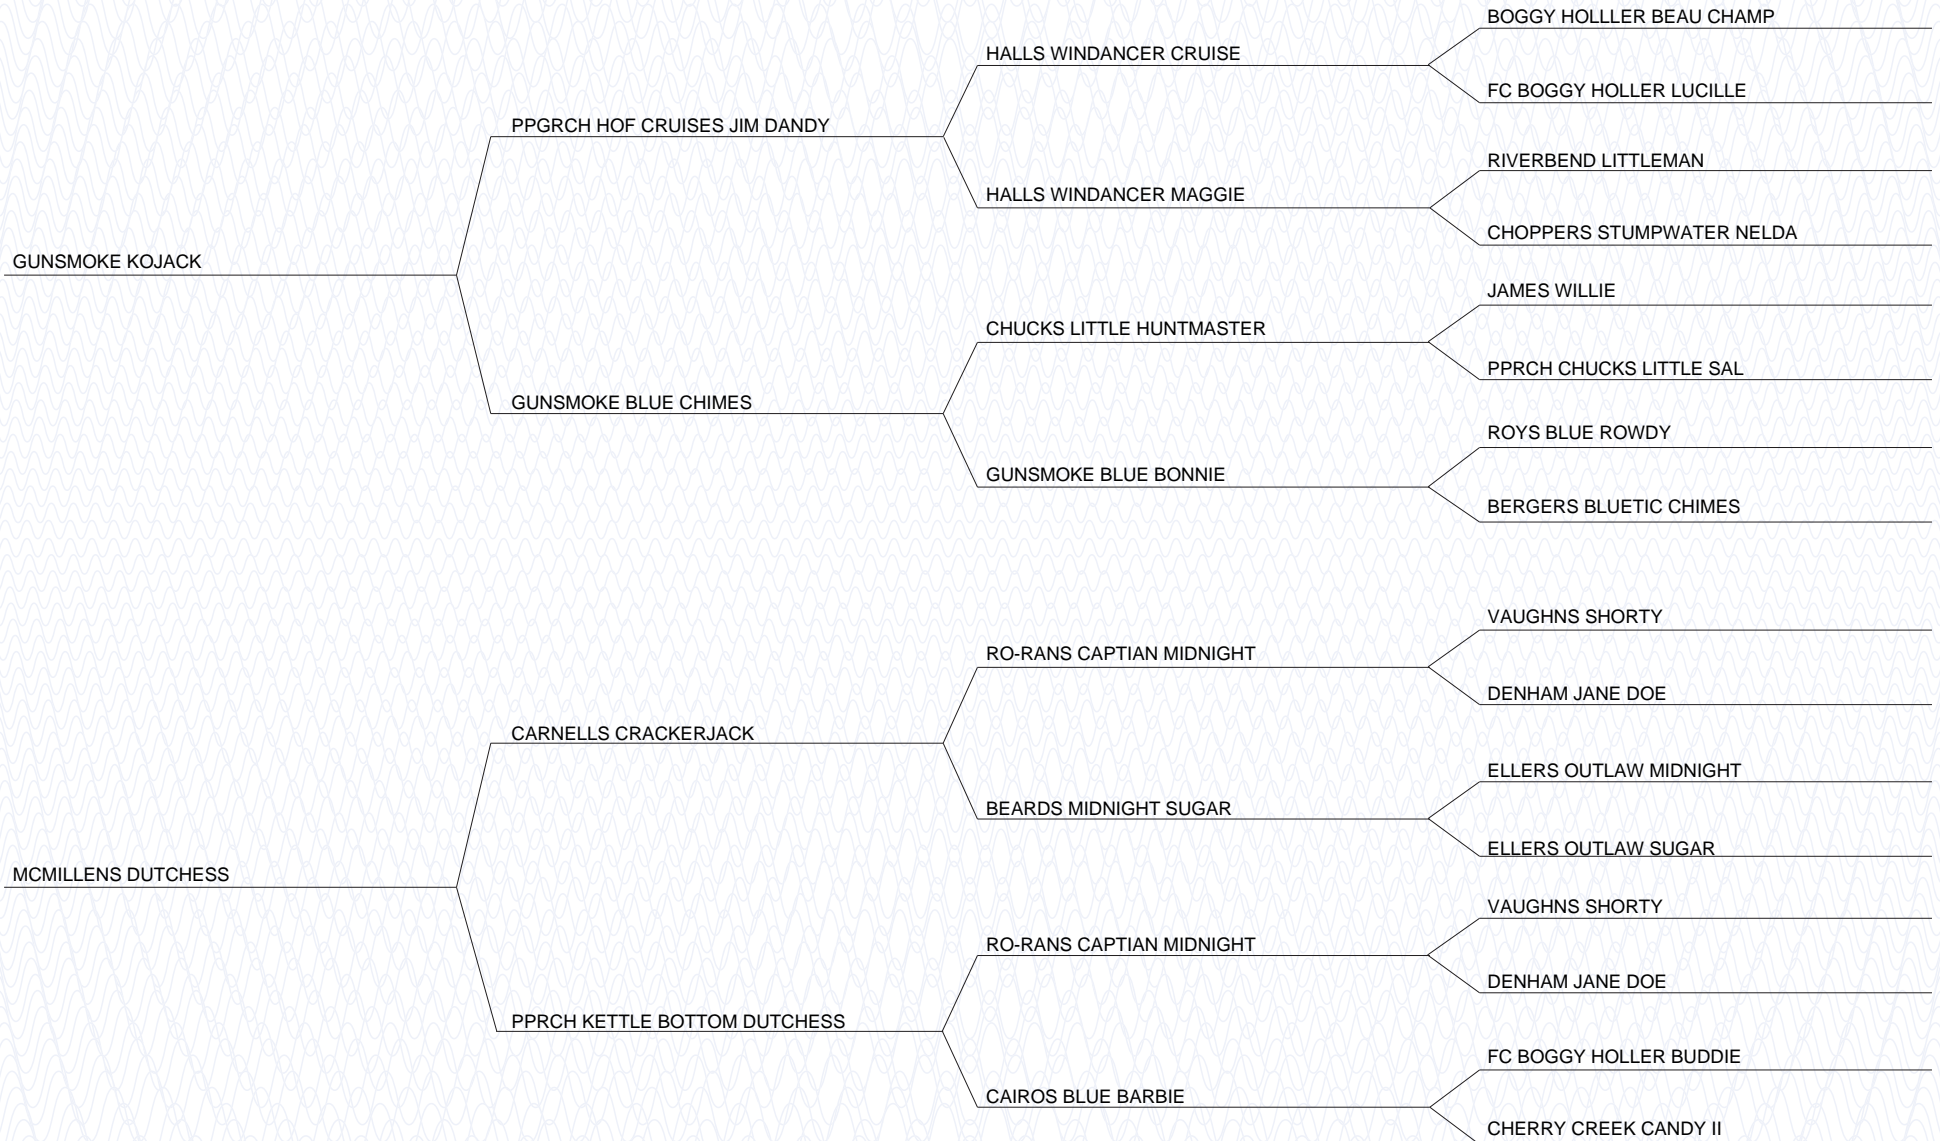 BOGGY HOLLLER BEAU CHAMP
HALLS WINDANCER CRUISE
FC BOGGY HOLLER LUCILLE
PPGRCH HOF CRUISES JIM DANDY
RIVERBEND LITTLEMAN
HALLS WINDANCER MAGGIE
CHOPPERS STUMPWATER NELDA
GUNSMOKE KOJACK
JAMES WILLIE
CHUCKS LITTLE HUNTMASTER
PPRCH CHUCKS LITTLE SAL
GUNSMOKE BLUE CHIMES
ROYS BLUE ROWDY
GUNSMOKE BLUE BONNIE
BERGERS BLUETIC CHIMES
VAUGHNS SHORTY
RO-RANS CAPTIAN MIDNIGHT
DENHAM JANE DOE
CARNELLS CRACKERJACK
ELLERS OUTLAW MIDNIGHT
BEARDS MIDNIGHT SUGAR
ELLERS OUTLAW SUGAR
MCMILLENS DUTCHESS
VAUGHNS SHORTY
RO-RANS CAPTIAN MIDNIGHT
DENHAM JANE DOE
PPRCH KETTLE BOTTOM DUTCHESS
FC BOGGY HOLLER BUDDIE
CAIROS BLUE BARBIE
CHERRY CREEK CANDY II